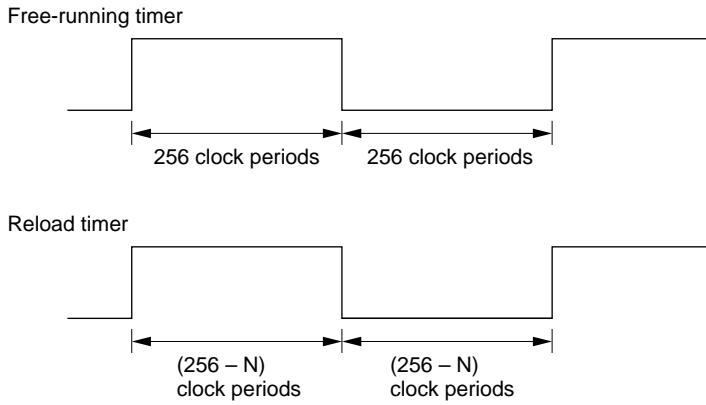 Free-running timer
256 clock periods
256 clock periods
Reload timer
(256 – N)
clock periods
(256 – N)
clock periods